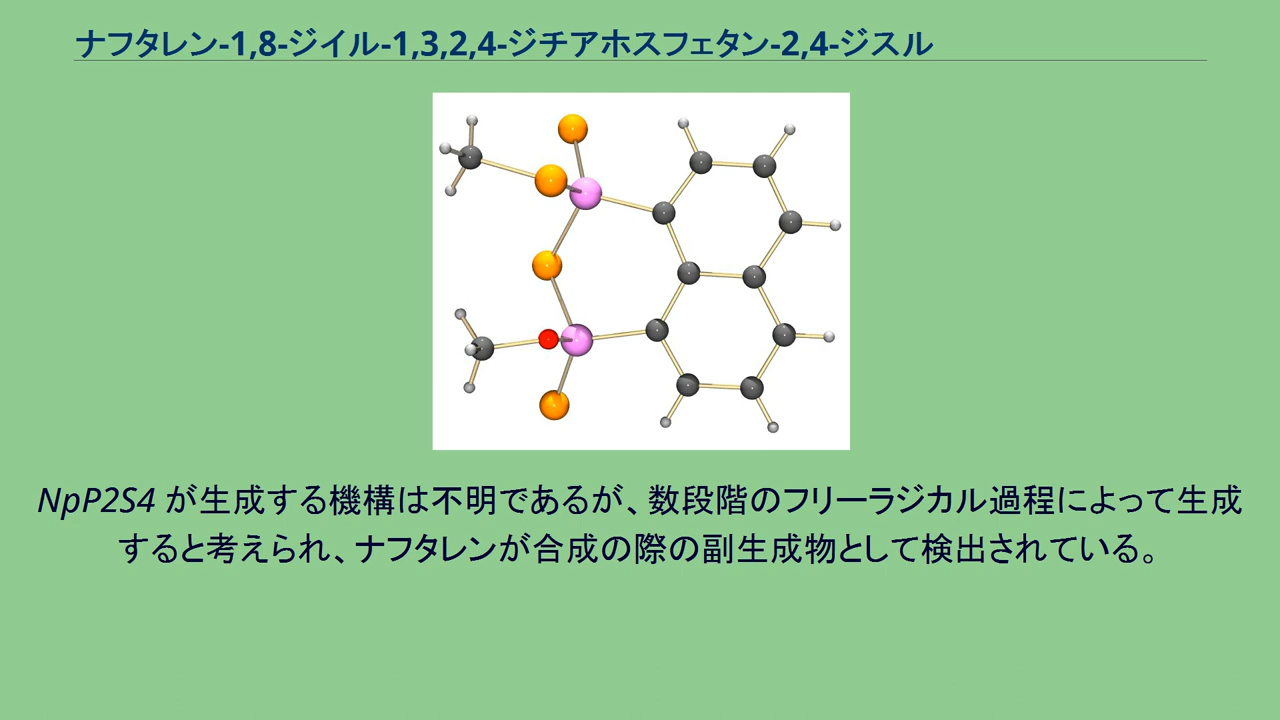 ナフタレン-1,8-ジイル-1,3,2,4-ジチアホスフェタン-2,4-ジスル
NpP2S4 が生成する機構は不明であるが、数段階のフリーラジカル過程によって生成
すると考えられ、ナフタレンが合成の際の副生成物として検出されている。